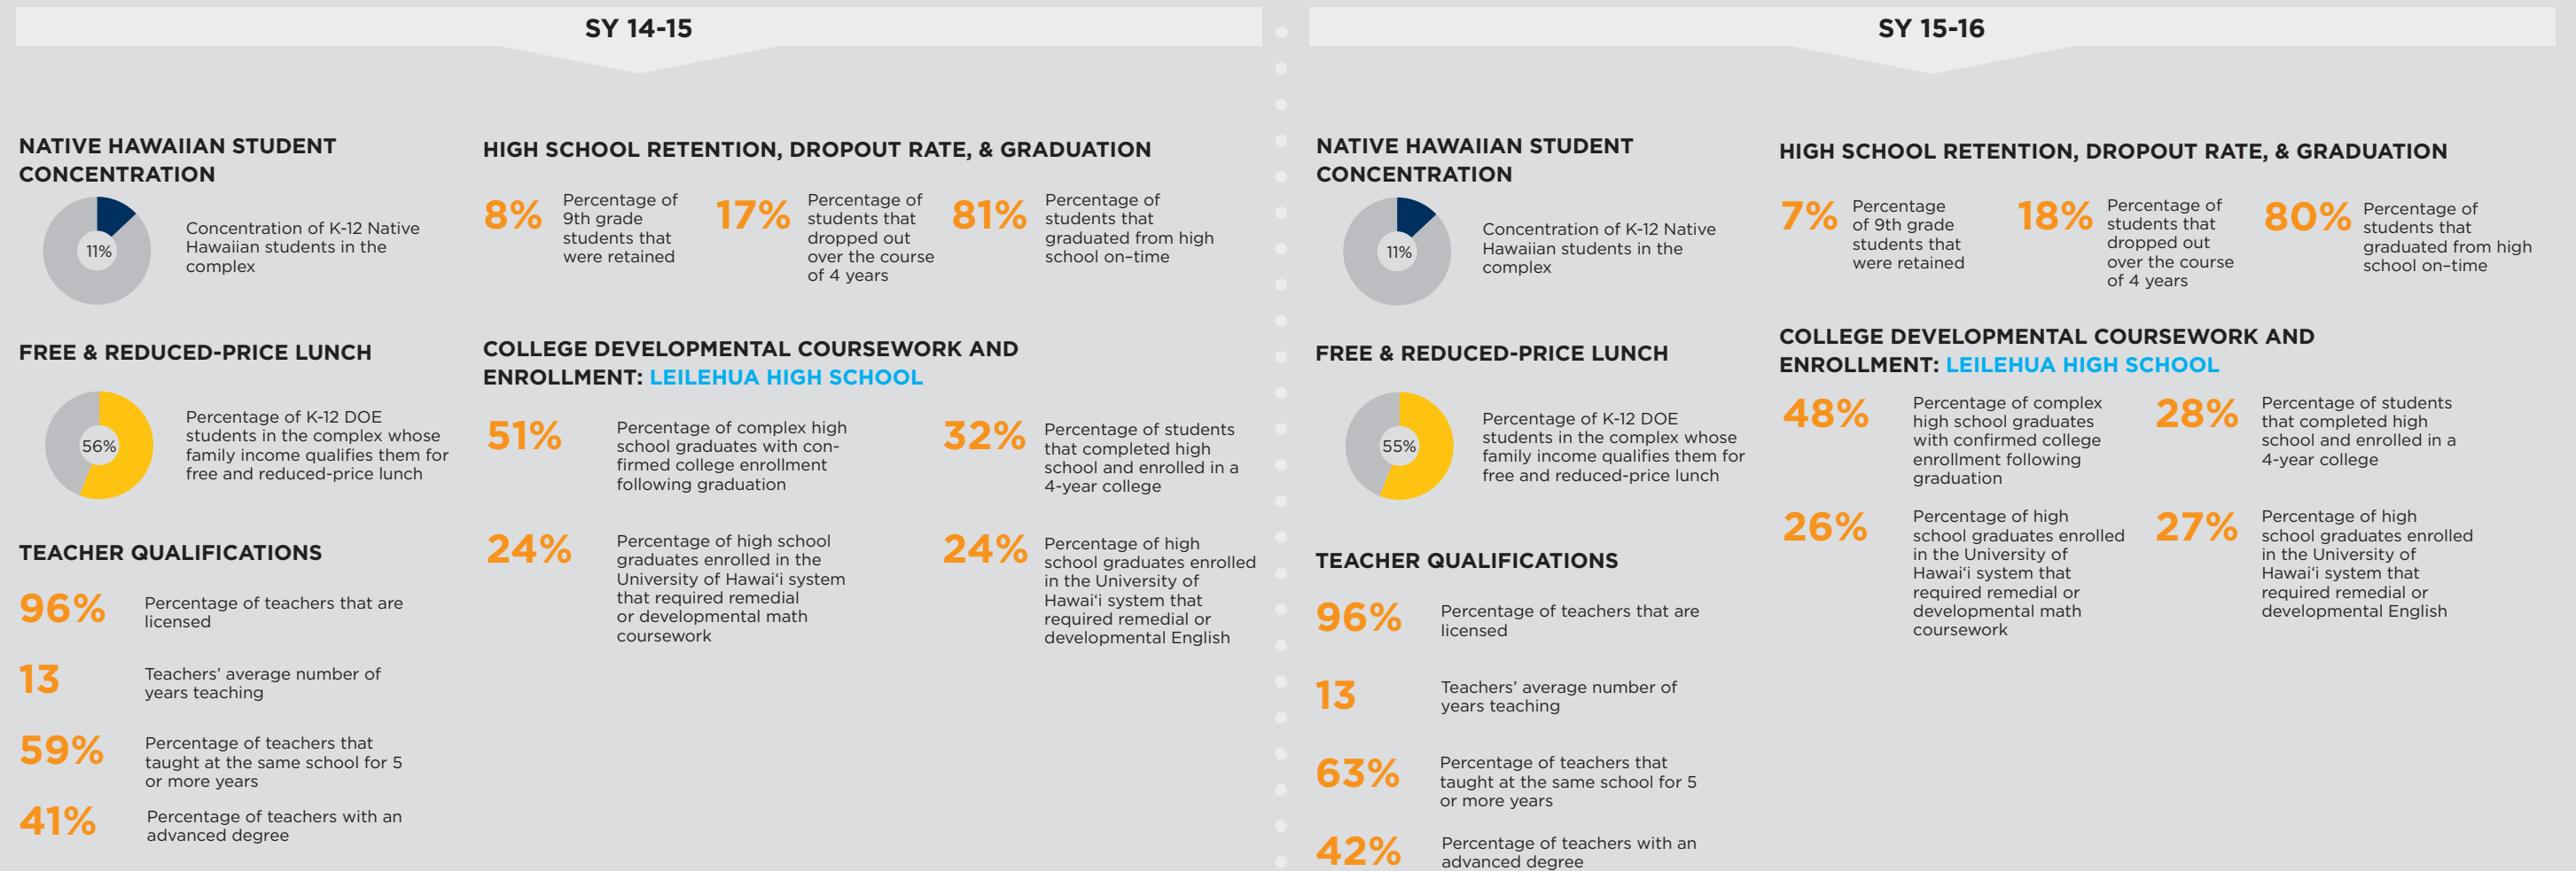 SY 14-15
NATIVE HAWAIIAN STUDENT
CONCENTRATION
11%
Concentration of K-12 Native
Hawaiian students in the
complex
FREE & REDUCED-PRICE LUNCH
56%
Percentage of K-12 DOE
students in the complex whose
family income qualifies them for
free and reduced-price lunch
TEACHER QUALIFICATIONS
96%
Percentage of teachers that are
licensed
13
Teachers’ average number of
years teaching
59%
Percentage of teachers that
taught at the same school for 5
or more years
41%
Percentage of teachers with an
advanced degree
HIGH SCHOOL RETENTION, DROPOUT RATE, & GRADUATION
8%
Percentage of
9th grade
students that
were retained
17%
Percentage of
students that
dropped out
over the course
of 4 years
81%
Percentage of
students that
graduated from high
school on–time
COLLEGE DEVELOPMENTAL COURSEWORK AND
ENROLLMENT: LEILEHUA HIGH SCHOOL
51%
Percentage of complex high
school graduates with con-
firmed college enrollment
following graduation
32%
Percentage of students
that completed high
school and enrolled in a
4-year college
24%
Percentage of high school
graduates enrolled in the
University of Hawai‘i system
that required remedial
or developmental math
coursework
24%
Percentage of high
school graduates enrolled
in the University of
Hawai‘i system that
required remedial or
developmental English
SY 15-16
NATIVE HAWAIIAN STUDENT
CONCENTRATION
11%
Concentration of K-12 Native
Hawaiian students in the
complex
FREE & REDUCED-PRICE LUNCH
55%
Percentage of K-12 DOE
students in the complex whose
family income qualifies them for
free and reduced-price lunch
TEACHER QUALIFICATIONS
96%
Percentage of teachers that are
licensed
13
Teachers’ average number of
years teaching
63%
Percentage of teachers that
taught at the same school for 5
or more years
42%
Percentage of teachers with an
advanced degree
HIGH SCHOOL RETENTION, DROPOUT RATE, & GRADUATION
7%
Percentage
of 9th grade
students that
were retained
18%
Percentage of
students that
dropped out
over the course
of 4 years
80%
Percentage of
students that
graduated from high
school on–time
COLLEGE DEVELOPMENTAL COURSEWORK AND
ENROLLMENT: LEILEHUA HIGH SCHOOL
48%
Percentage of complex
high school graduates
with confirmed college
enrollment following
graduation
28%
Percentage of students
that completed high
school and enrolled in a
4-year college
26%
Percentage of high
school graduates enrolled
in the University of
Hawai‘i system that
required remedial or
developmental math
coursework
27%
Percentage of high
school graduates enrolled
in the University of
Hawai‘i system that
required remedial or
developmental English